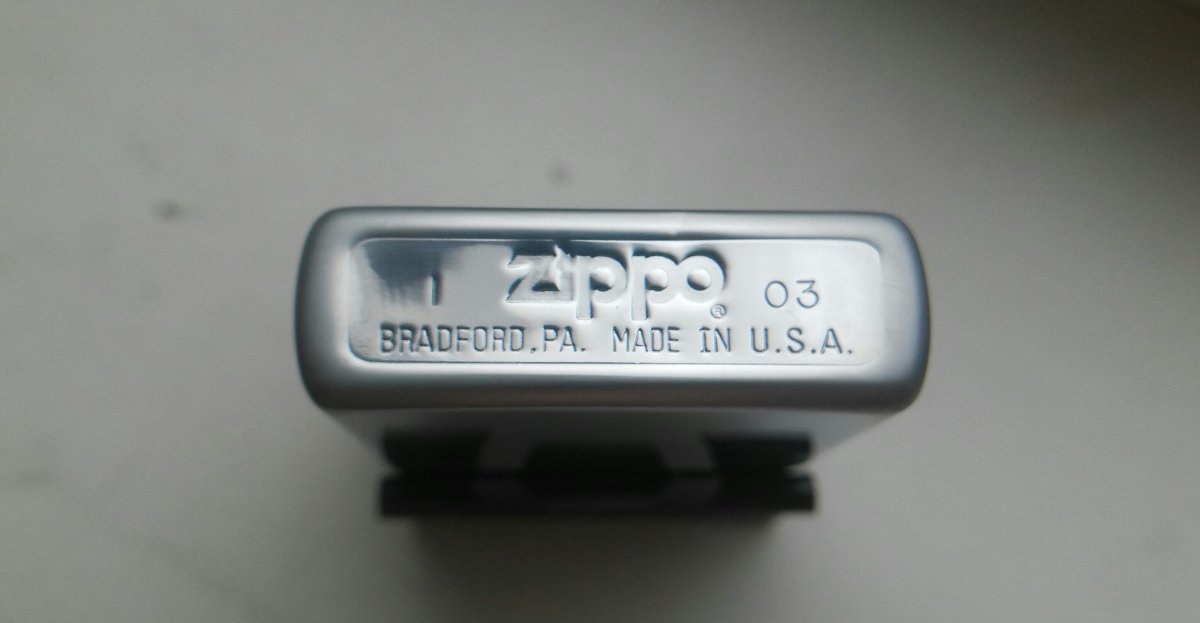 I zippo® 03
BRADFORD,PA. MADE IN U.S.A.